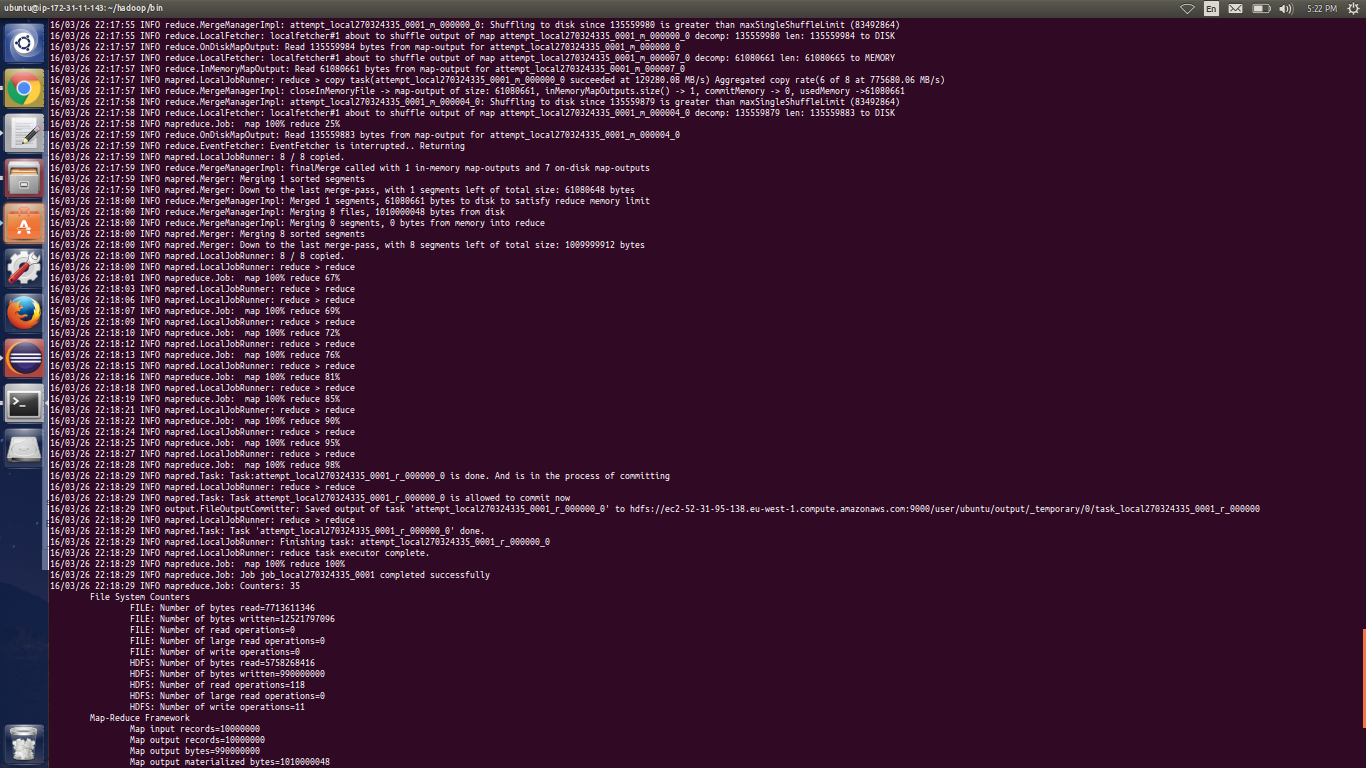 ubuntu@ip-172-31-11-143: ~/hadoop/bin
En
5:22 PM
16/03/26 22:17:55 INFO reduce.MergeManagerImpl: attempt_local270324335_0001_m_000000_0: Shuffling to disk since 135559980 is greater than maxSingleShuffleLimit (83492864)
16/03/26 22:17:55 INFO reduce.LocalFetcher: localfetcher#1 about to shuffle output of map attempt_local270324335_0001_m_000000_0 decomp: 135559980 len: 135559984 to DISK
16/03/26 22:17:57 INFO reduce.OnDiskMapOutput: Read 135559984 bytes from map-output for attempt_local270324335_0001_m_000000_0
16/03/26 22:17:57 INFO reduce.LocalFetcher: localfetcher#1 about to shuffle output of map attempt_local270324335_0001_m_000007_0 decomp: 61080661 len: 61080665 to MEMORY
16/03/26 22:17:57 INFO reduce.InMemoryMapOutput: Read 61080661 bytes from map-output for attempt_local270324335_0001_m_000007_0
16/03/26 22:17:57 INFO mapred.LocalJobRunner: reduce > copy task(attempt_local270324335_0001_m_000000_0 succeeded at 129280.08 MB/s) Aggregated copy rate(6 of 8 at 775680.06 MB/s)
16/03/26 22:17:57 INFO reduce.MergeManagerImpl: closeInMemoryFile -> map-output of size: 61080661, inMemoryMapOutputs.size() -> 1, commitMemory -> 0, usedMemory ->61080661
16/03/26 22:17:58 INFO reduce.MergeManagerImpl: attempt_local270324335_0001_m_000004_0: Shuffling to disk since 135559879 is greater than maxSingleShuffleLimit (83492864)
16/03/26 22:17:58 INFO reduce.LocalFetcher: localfetcher#1 about to shuffle output of map attempt_local270324335_0001_m_000004_0 decomp: 135559879 len: 135559883 to DISK
16/03/26 22:17:58 INFO mapreduce.Job:  map 100% reduce 25%
16/03/26 22:17:59 INFO reduce.OnDiskMapOutput: Read 135559883 bytes from map-output for attempt_local270324335_0001_m_000004_0
16/03/26 22:17:59 INFO reduce.EventFetcher: EventFetcher is interrupted.. Returning
16/03/26 22:17:59 INFO mapred.LocalJobRunner: 8 / 8 copied.
16/03/26 22:17:59 INFO reduce.MergeManagerImpl: finalMerge called with 1 in-memory map-outputs and 7 on-disk map-outputs
16/03/26 22:17:59 INFO mapred.Merger: Merging 1 sorted segments
16/03/26 22:17:59 INFO mapred.Merger: Down to the last merge-pass, with 1 segments left of total size: 61080648 bytes
16/03/26 22:18:00 INFO reduce.MergeManagerImpl: Merged 1 segments, 61080661 bytes to disk to satisfy reduce memory limit
16/03/26 22:18:00 INFO reduce.MergeManagerImpl: Merging 8 files, 1010000048 bytes from disk
16/03/26 22:18:00 INFO reduce.MergeManagerImpl: Merging 0 segments, 0 bytes from memory into reduce
16/03/26 22:18:00 INFO mapred.Merger: Merging 8 sorted segments
16/03/26 22:18:00 INFO mapred.Merger: Down to the last merge-pass, with 8 segments left of total size: 1009999912 bytes
16/03/26 22:18:00 INFO mapred.LocalJobRunner: 8 / 8 copied.
16/03/26 22:18:00 INFO mapred.LocalJobRunner: reduce > reduce
16/03/26 22:18:01 INFO mapreduce.Job:  map 100% reduce 67%
16/03/26 22:18:03 INFO mapred.LocalJobRunner: reduce > reduce
16/03/26 22:18:06 INFO mapred.LocalJobRunner: reduce > reduce
16/03/26 22:18:07 INFO mapreduce.Job:  map 100% reduce 69%
16/03/26 22:18:09 INFO mapred.LocalJobRunner: reduce > reduce
16/03/26 22:18:10 INFO mapreduce.Job:  map 100% reduce 72%
16/03/26 22:18:12 INFO mapred.LocalJobRunner: reduce > reduce
16/03/26 22:18:13 INFO mapreduce.Job:  map 100% reduce 76%
16/03/26 22:18:15 INFO mapred.LocalJobRunner: reduce > reduce
16/03/26 22:18:16 INFO mapreduce.Job:  map 100% reduce 81%
16/03/26 22:18:18 INFO mapred.LocalJobRunner: reduce > reduce
16/03/26 22:18:19 INFO mapreduce.Job:  map 100% reduce 85%
16/03/26 22:18:21 INFO mapred.LocalJobRunner: reduce > reduce
16/03/26 22:18:22 INFO mapreduce.Job:  map 100% reduce 90%
16/03/26 22:18:24 INFO mapred.LocalJobRunner: reduce > reduce
16/03/26 22:18:25 INFO mapreduce.Job:  map 100% reduce 95%
16/03/26 22:18:27 INFO mapred.LocalJobRunner: reduce > reduce
16/03/26 22:18:28 INFO mapreduce.Job:  map 100% reduce 98%
16/03/26 22:18:29 INFO mapred.Task: Task:attempt_local270324335_0001_r_000000_0 is done. And is in the process of committing
16/03/26 22:18:29 INFO mapred.LocalJobRunner: reduce > reduce
16/03/26 22:18:29 INFO mapred.Task: Task attempt_local270324335_0001_r_000000_0 is allowed to commit now
16/03/26 22:18:29 INFO output.FileOutputCommitter: Saved output of task 'attempt_local270324335_0001_r_000000_0' to hdfs://ec2-52-31-95-138.eu-west-1.compute.amazonaws.com:9000/user/ubuntu/output/_temporary/0/task_local270324335_0001_r_000000
16/03/26 22:18:29 INFO mapred.LocalJobRunner: reduce > reduce
16/03/26 22:18:29 INFO mapred.Task: Task 'attempt_local270324335_0001_r_000000_0' done.
16/03/26 22:18:29 INFO mapred.LocalJobRunner: Finishing task: attempt_local270324335_0001_r_000000_0
16/03/26 22:18:29 INFO mapred.LocalJobRunner: reduce task executor complete.
16/03/26 22:18:29 INFO mapreduce.Job:  map 100% reduce 100%
16/03/26 22:18:29 INFO mapreduce.Job: Job job_local270324335_0001 completed successfully
16/03/26 22:18:29 INFO mapreduce.Job: Counters: 35
File System Counters
FILE: Number of bytes read=7713611346
FILE: Number of bytes written=12521797096
FILE: Number of read operations=0
FILE: Number of large read operations=0
FILE: Number of write operations=0
HDFS: Number of bytes read=5758268416
HDFS: Number of bytes written=990000000
HDFS: Number of read operations=118
HDFS: Number of large read operations=0
HDFS: Number of write operations=11
Map-Reduce Framework
Map input records=10000000
Map output records=10000000
Map output bytes=990000000
Map output materialized bytes=1010000048